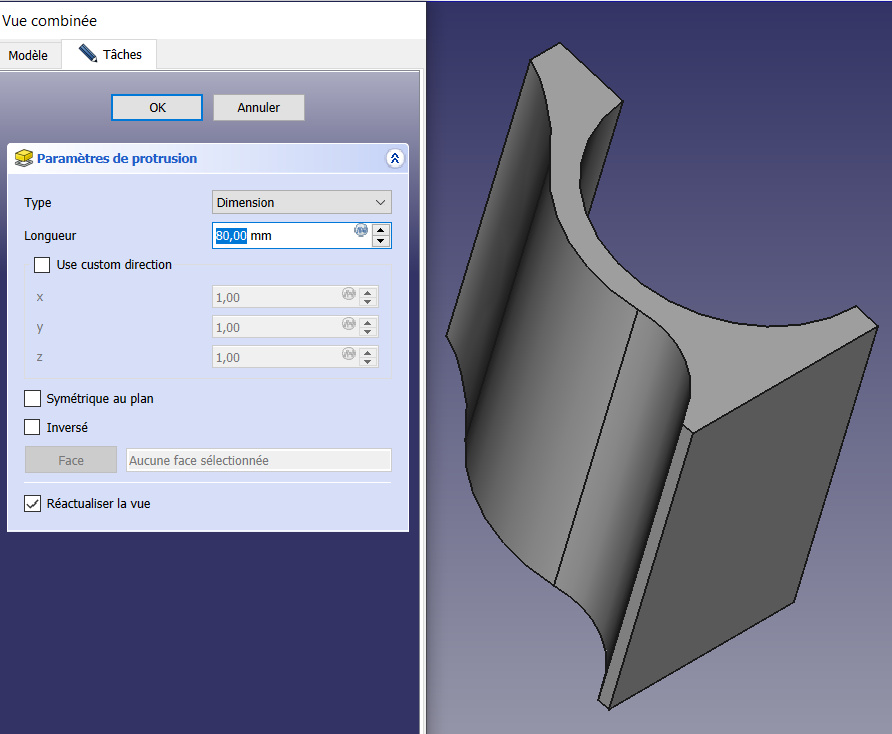 Vue combinée
Modèle
Tâches
OK
Annuler
Paramètres de protrusion
Type
Dimension
Longueur
80,00 mm
Use custom direction
x
1,00
y
1,00
z
1,00
Symétrique au plan
Inversé
Face
Aucune face sélectionnée
Réactualiser la vue